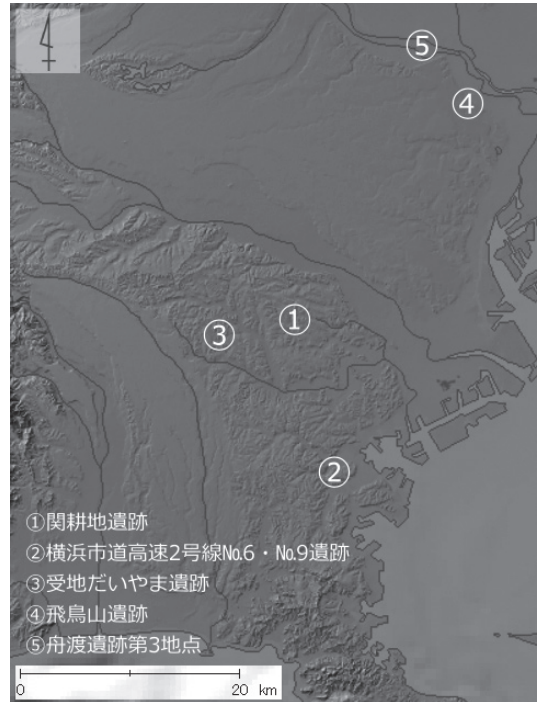 ⑤
④
①
③
②
①関耕地遺跡
②横浜市道高速2号線№6・№9遺跡
③受地だいやま遺跡
④飛鳥山遺跡
⑤舟渡遺跡第3地点
0 20 km